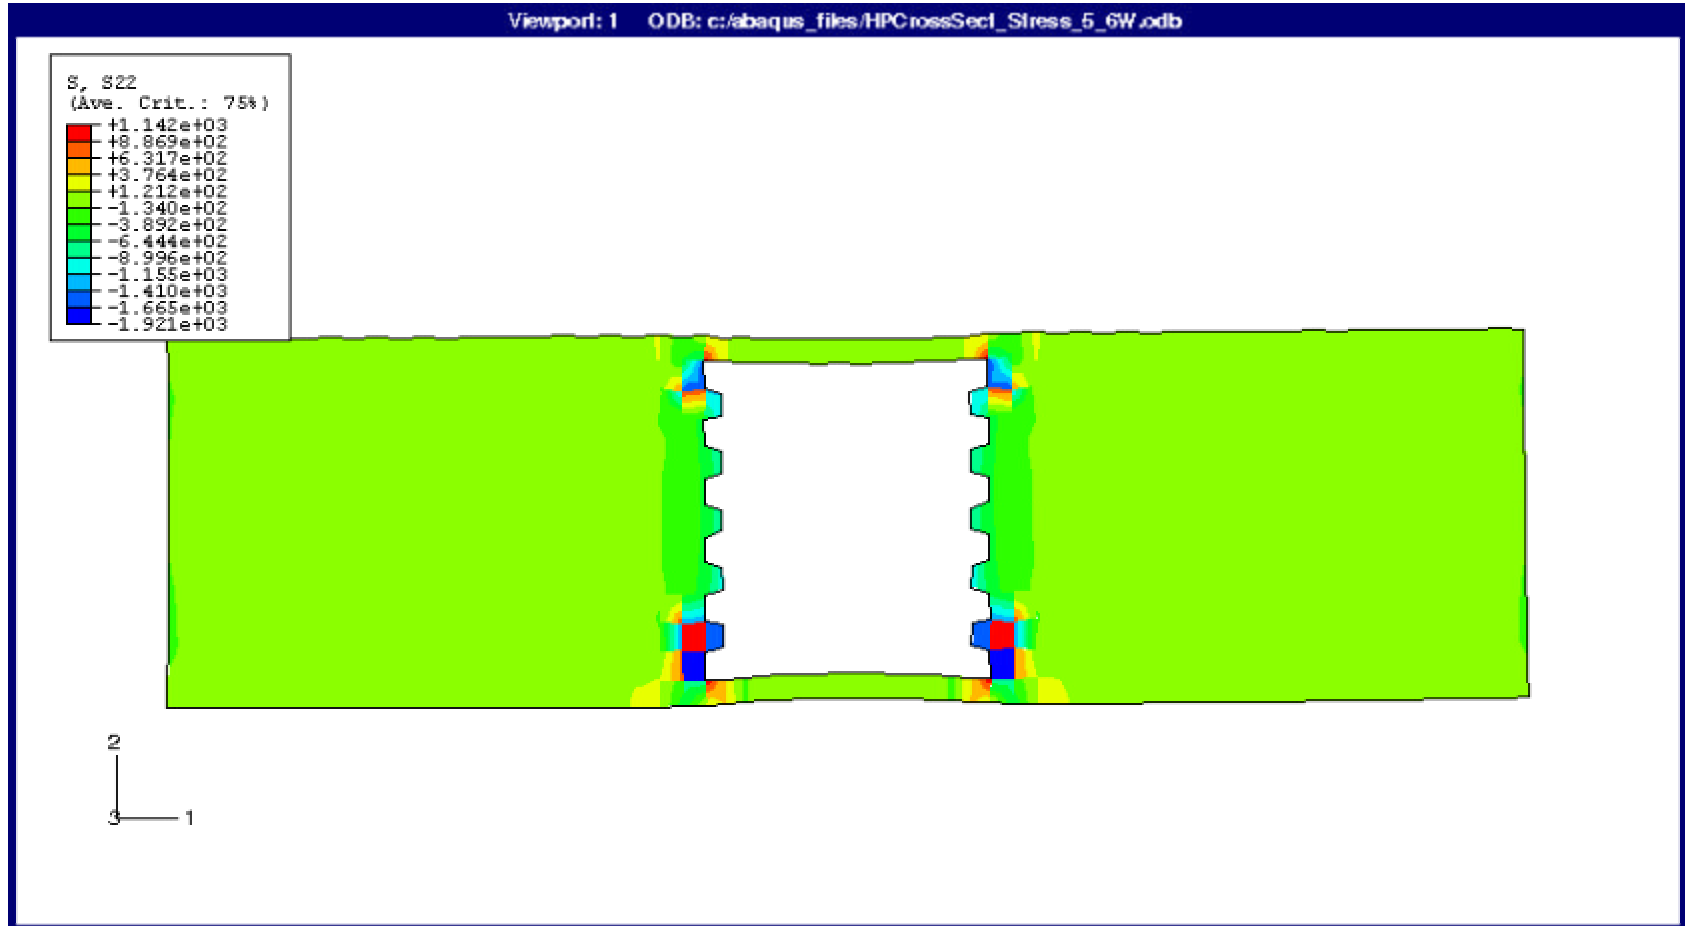 Viewport: 1 ODB: c:/abaqus_files/HPCrossSect_Stress_5_6W.odb
S, S22
(Ave. Crit.: 75%)
+1.142e+03
+8.869e+02
+6.317e+02
+3.764e+02
+1.212e+02
-1.340e+02
-3.892e+02
-6.444e+02
-8.996e+02
-1.155e+03
-1.410e+03
-1.665e+03
-1.921e+03
2
3 1